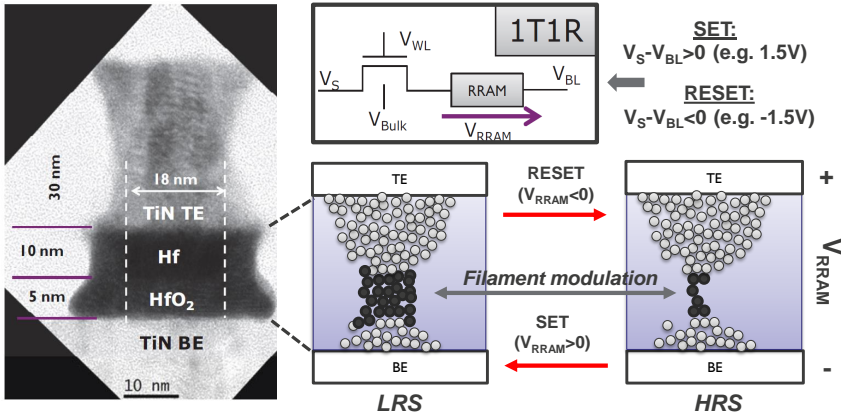 30 nm
18 nm
TiN TE
10 nm
Hf
5 nm
HfO2
TiN BE
10 nm
1T1R
VWL
VS
RRAM
VBL
VBulk
VRRAM
SET:
VS-VBL>0 (e.g. 1.5V)
RESET:
VS-VBL<0 (e.g. -1.5V)
TE
RESET
(VRRAM<0)
TE
+
Filament modulation
VRRAM
SET
(VRRAM>0)
BE
BE
-
LRS
HRS